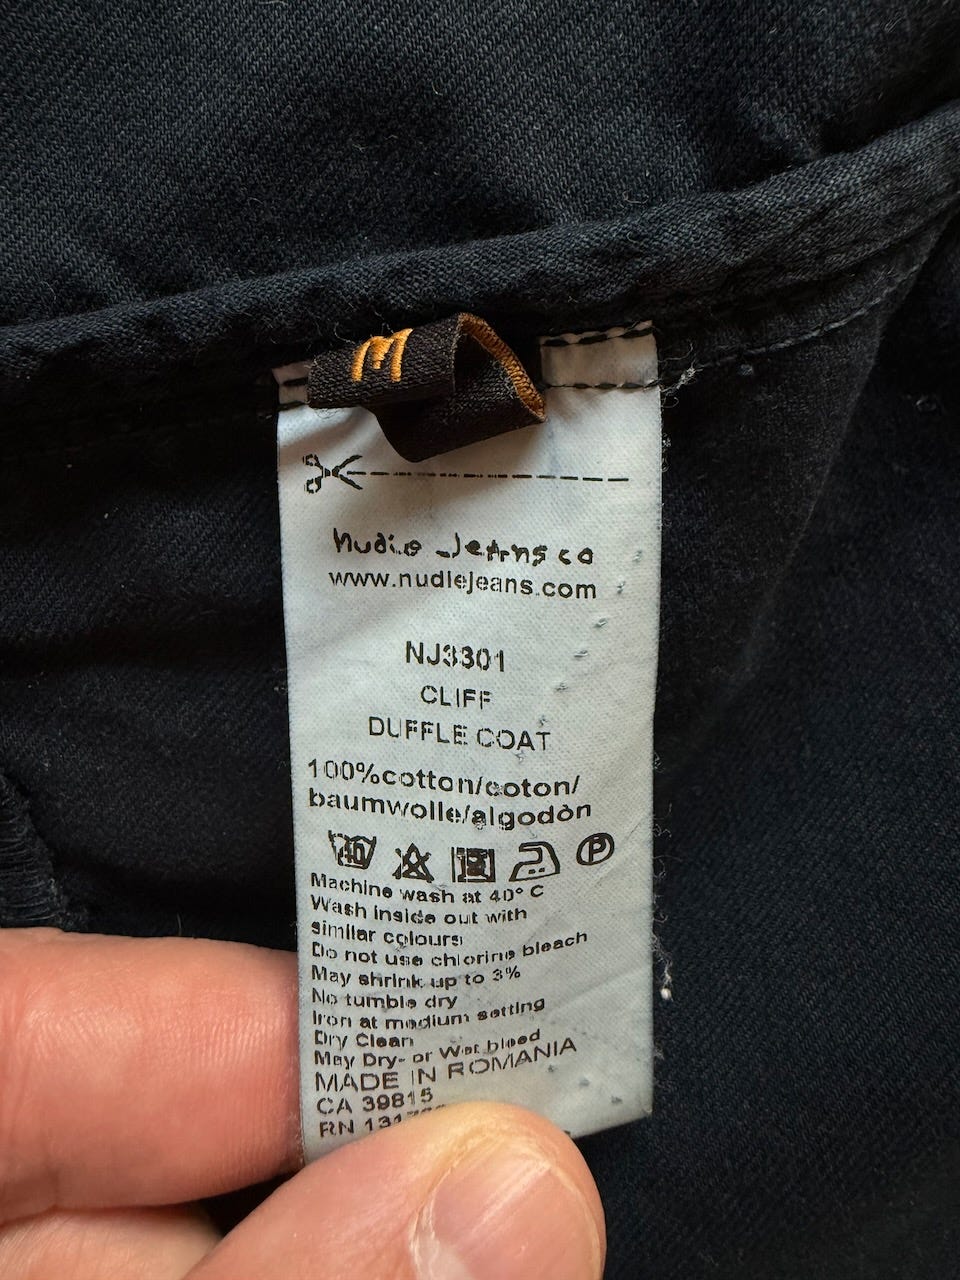 M
Nudie Jeans co
www.nudiejeans.com
NJ3301
CLIFF
DUFFLE COAT
100%cotton/coton/
baumwolle/algodòn
40 P
Machine wash at 40° C
Wash inside out with
similar colours
Do not use chlorine bleach
May shrink up to 3%
No tumble dry
Iron at medium setting
Dry Clean
May Dry- or Wet bleed
MADE IN ROMANIA
CA 39815
RN